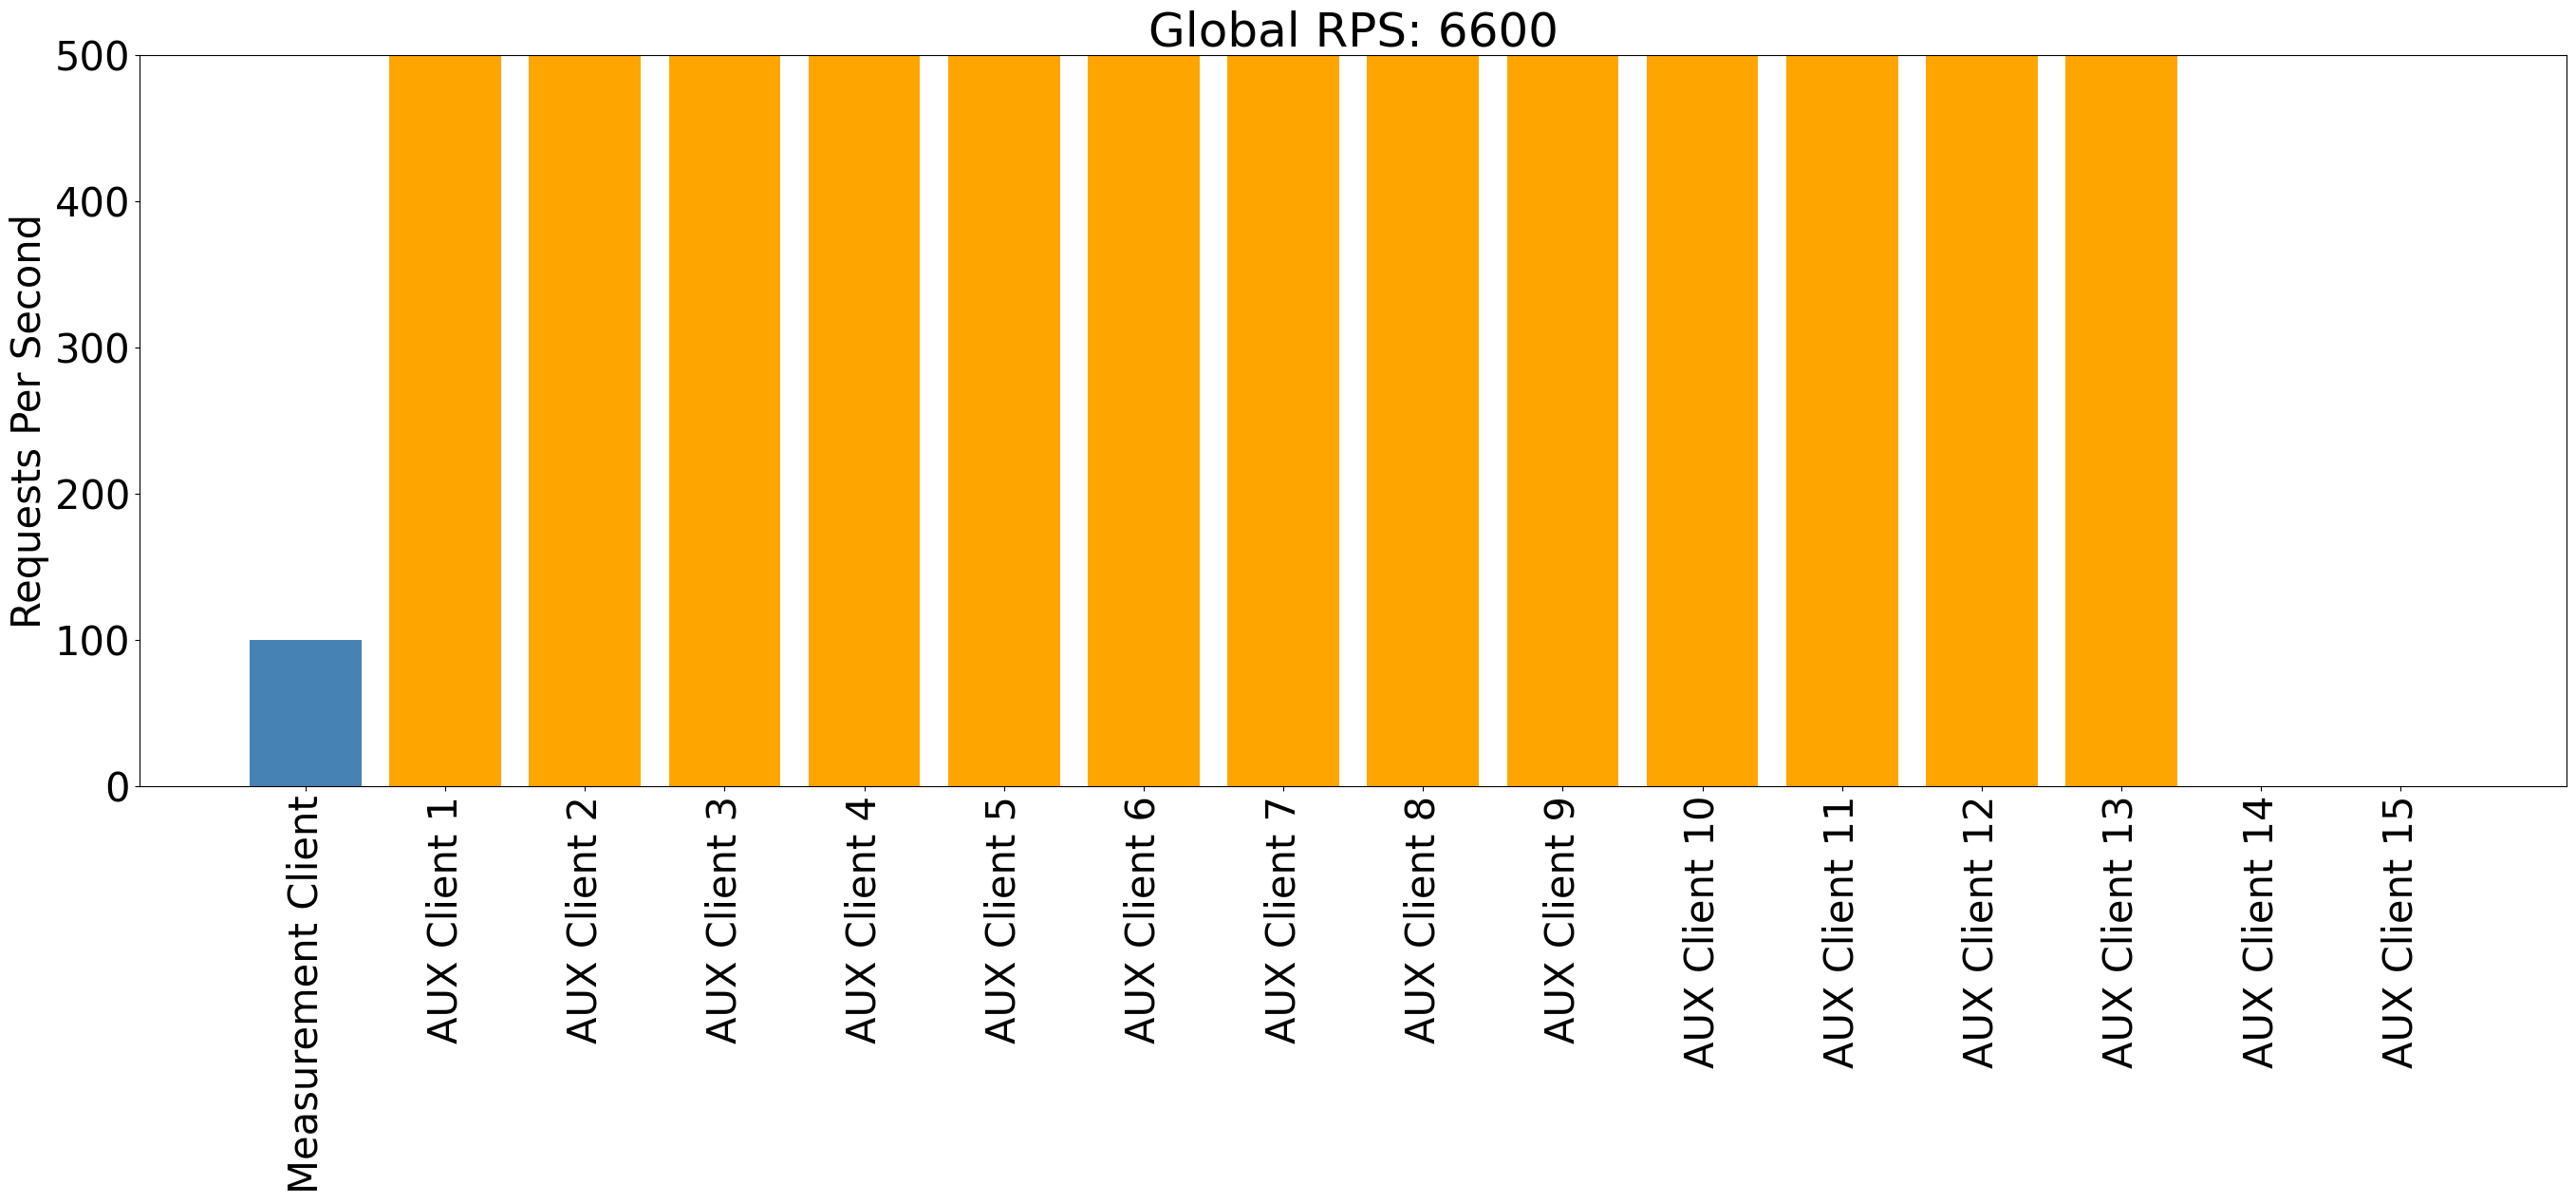 Global RPS: 6600
Requests Per Second
500
400
300
200
100
0
Measurement Client
AUX Client 1
AUX Client 2
AUX Client 3
AUX Client 4
AUX Client 5
AUX Client 6
AUX Client 7
AUX Client 8
AUX Client 9
AUX Client 10
AUX Client 11
AUX Client 12
AUX Client 13
AUX Client 14
AUX Client 15